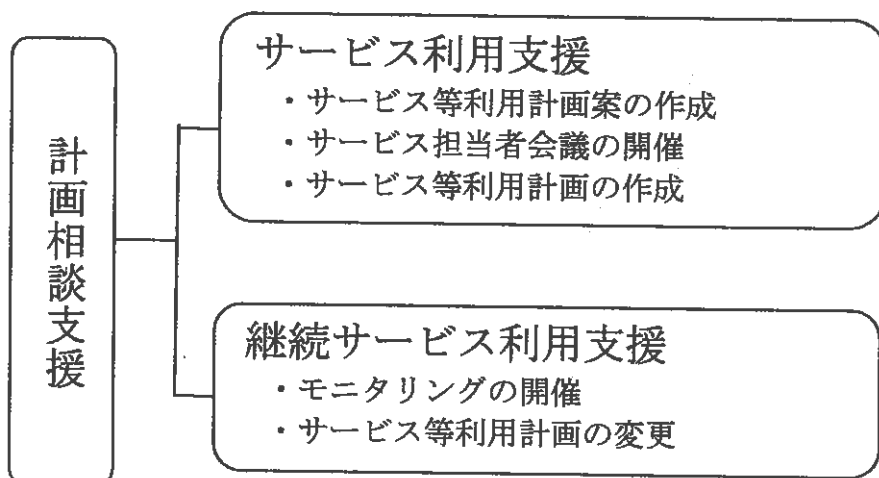 計画相談支援
サービス利用支援
・サービス等利用計画案の作成
・サービス担当者会議の開催
・サービス等利用計画の作成
継続サービス利用支援
・モニタリングの開催
・サービス等利用計画の変更